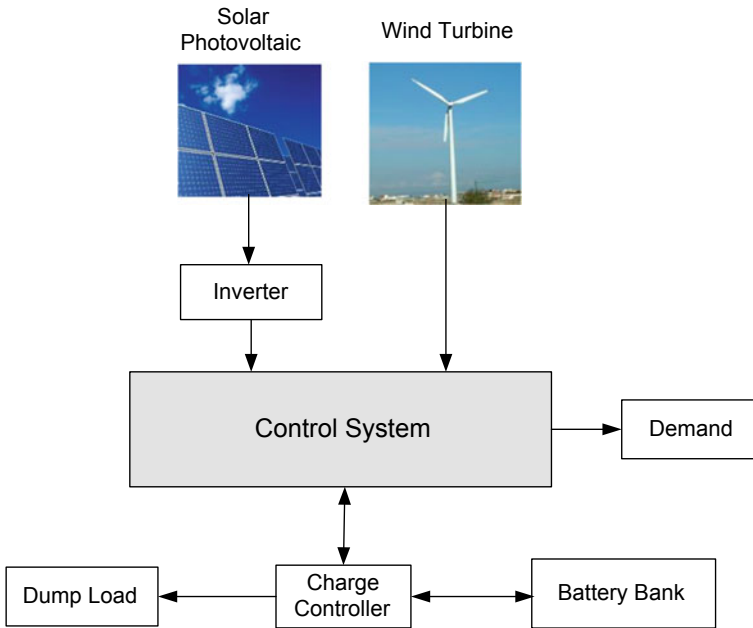 Solar
Photovoltaic
Wind Turbine
Inverter
Control System
Demand
Dump Load
Charge
Controller
Battery Bank